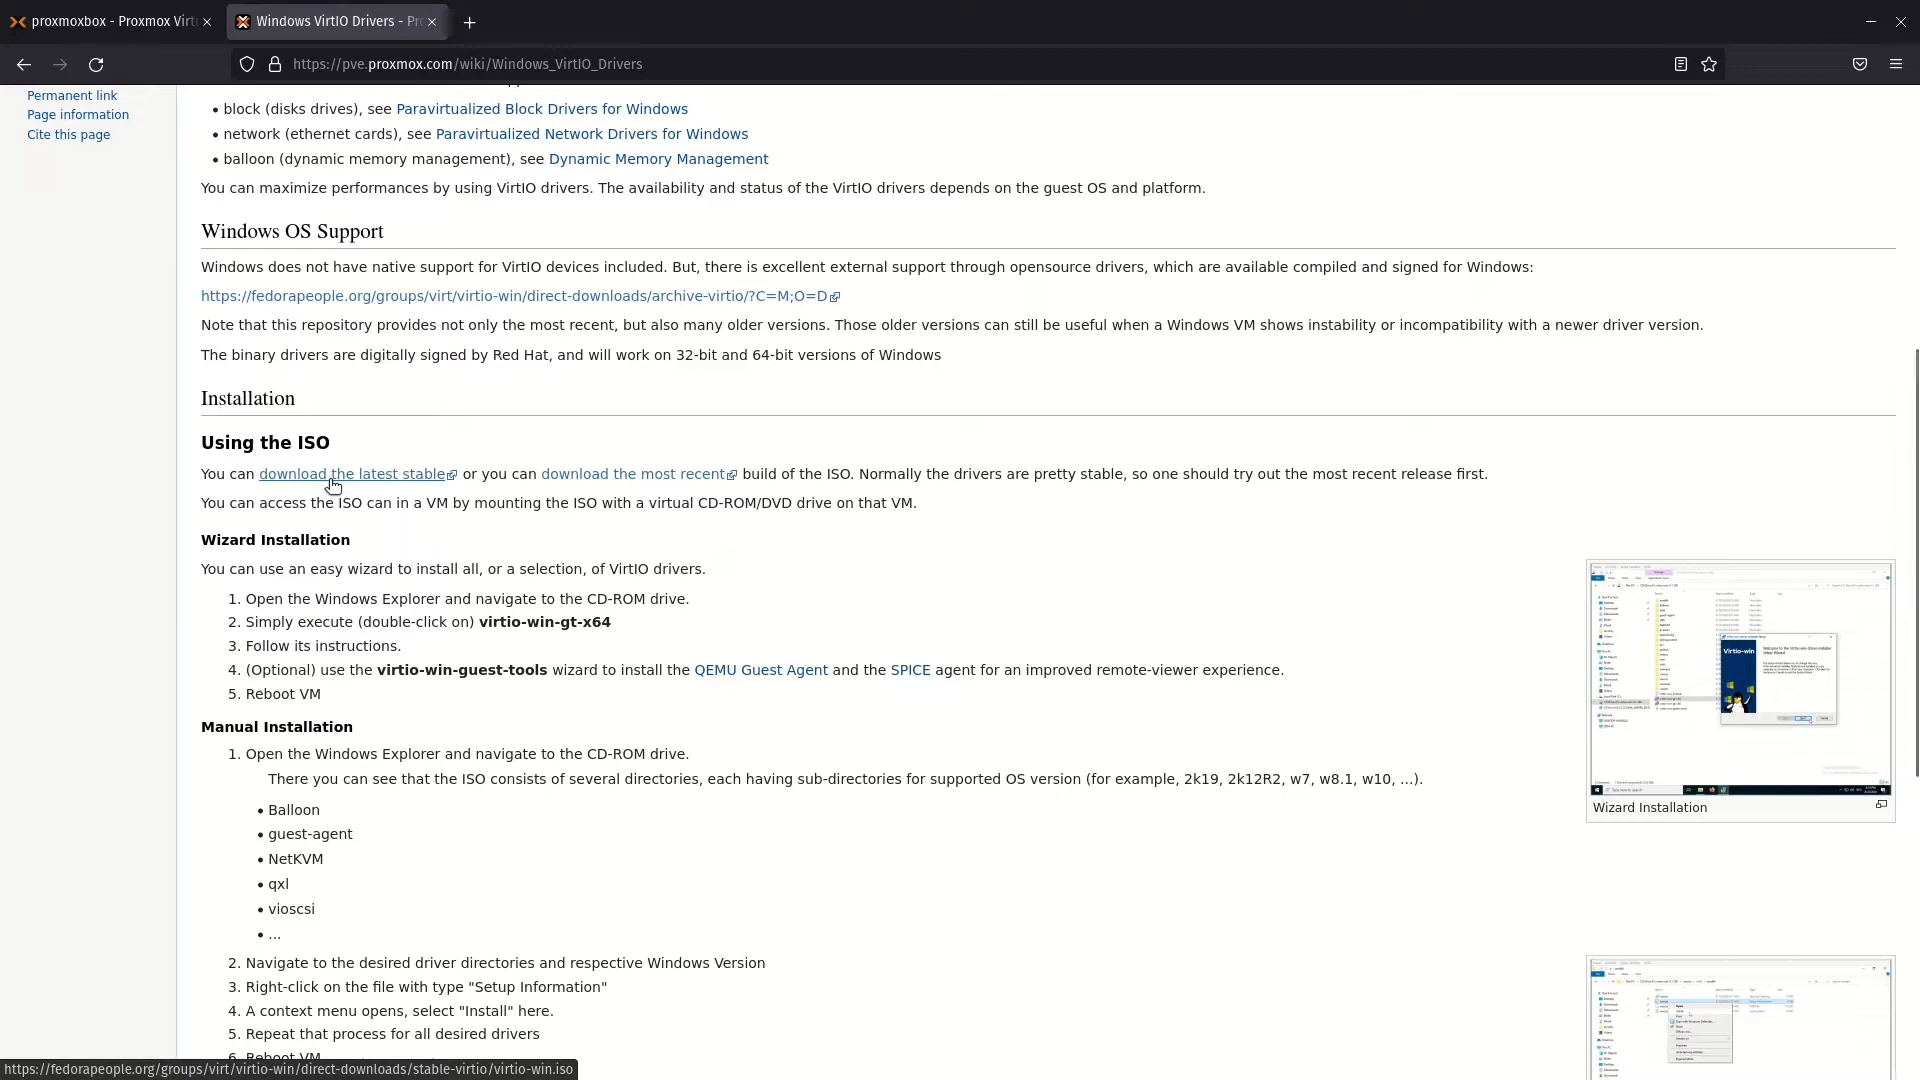 proxmoxbox - Proxmox Virt
Windows VirtIO Drivers - Pr
https://pve.proxmox.com/wiki/Windows_VirtIO_Drivers
Permanent link
Page information
Cite this page
• block (disks drives), see Paravirtualized Block Drivers for Windows
• network (ethernet cards), see Paravirtualized Network Drivers for Windows
• balloon (dynamic memory management), see Dynamic Memory Management
You can maximize performances by using VirtIO drivers. The availability and status of the VirtIO drivers depends on the guest OS and platform.
Windows OS Support
Windows does not have native support for VirtIO devices included. But, there is excellent external support through opensource drivers, which are available compiled and signed for Windows:
https://fedorapeople.org/groups/virt/virtio-win/direct-downloads/archive-virtio/?C=M;O=D
Note that this repository provides not only the most recent, but also many older versions. Those older versions can still be useful when a Windows VM shows instability or incompatibility with a newer driver version.
The binary drivers are digitally signed by Red Hat, and will work on 32-bit and 64-bit versions of Windows
Installation
Using the ISO
You can download the latest stable or you can download the most recent build of the ISO. Normally the drivers are pretty stable, so one should try out the most recent release first.
You can access the ISO can in a VM by mounting the ISO with a virtual CD-ROM/DVD drive on that VM.
Wizard Installation
You can use an easy wizard to install all, or a selection, of VirtIO drivers.
1. Open the Windows Explorer and navigate to the CD-ROM drive.
2. Simply execute (double-click on) virtio-win-gt-x64
3. Follow its instructions.
4. (Optional) use the virtio-win-guest-tools wizard to install the QEMU Guest Agent and the SPICE agent for an improved remote-viewer experience.
5. Reboot VM
Virtio-win
Wizard Installation
Manual Installation
1. Open the Windows Explorer and navigate to the CD-ROM drive.
There you can see that the ISO consists of several directories, each having sub-directories for supported OS version (for example, 2k19, 2k12R2, w7, w8.1, w10, ...).
• Balloon
• guest-agent
• NetKVM
• qxl
• vioscsi
• ...
2. Navigate to the desired driver directories and respective Windows Version
3. Right-click on the file with type "Setup Information"
4. A context menu opens, select "Install" here.
5. Repeat that process for all desired drivers
6. Reboot VM
https://fedorapeople.org/groups/virt/virtio-win/direct-downloads/stable-virtio/virtio-win.iso